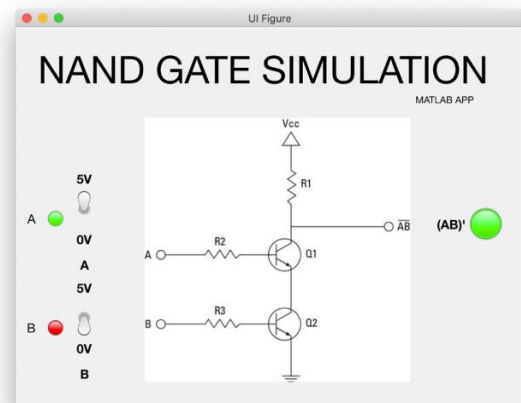 UI Figure
NAND GATE SIMULATION
MATLAB APP
Vcc
R1
5V
A
0V
A
5V
B
0V
B
A
R2
Q1
AB
(AB)'
B
R3
Q2